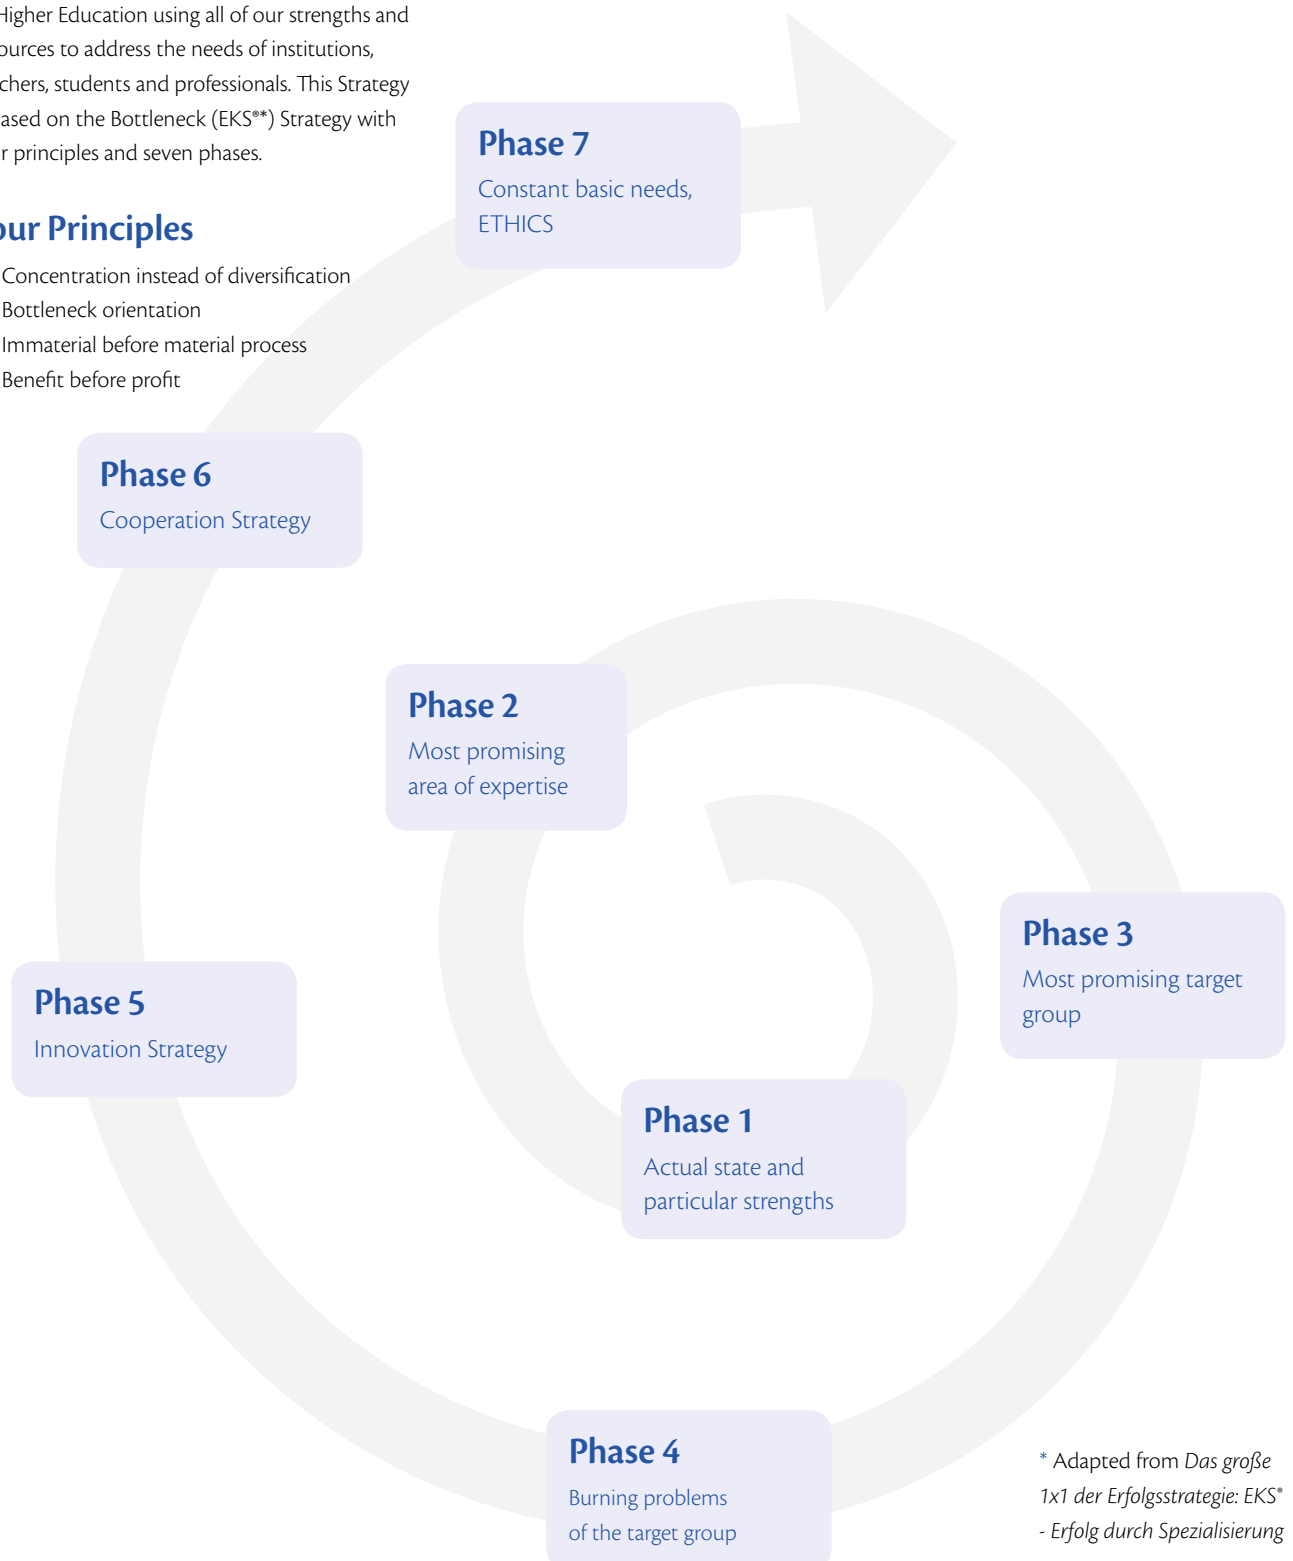 Higher Education using all of our strengths and
ources to address the needs of institutions,
chers, students and professionals. This Strategy
ased on the Bottleneck (EKS®*) Strategy with
r principles and seven phases.
our Principles
Concentration instead of diversification
Bottleneck orientation
Immaterial before material process
Benefit before profit
Phase 7
Constant basic needs,
ETHICS
Phase 6
Cooperation Strategy
Phase 2
Most promising
area of expertise
Phase 3
Most promising target
group
Phase 5
Innovation Strategy
Phase 1
Actual state and
particular strengths
Phase 4
Burning problems
of the target group
* Adapted from Das große
1x1 der Erfolgsstrategie: EKS®
- Erfolg durch Spezialisierung